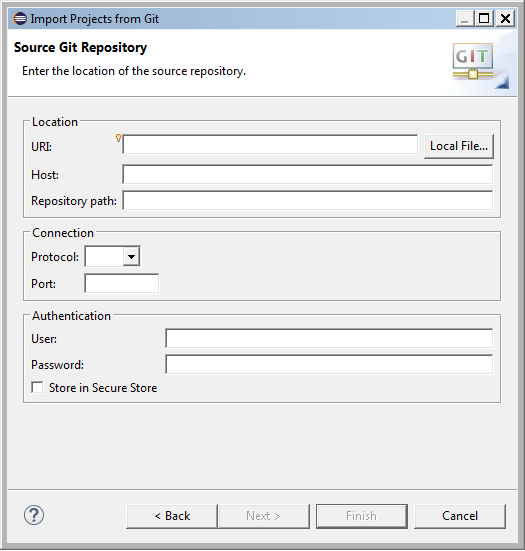 Import Projects from Git
Source Git Repository
Enter the location of the source repository.
GIT
Location
URI:
Local File...
Host:
Repository path:
Connection
Protocol:
Port:
Authentication
User:
Password:
Store in Secure Store
?
< Back
Next >
Finish
Cancel